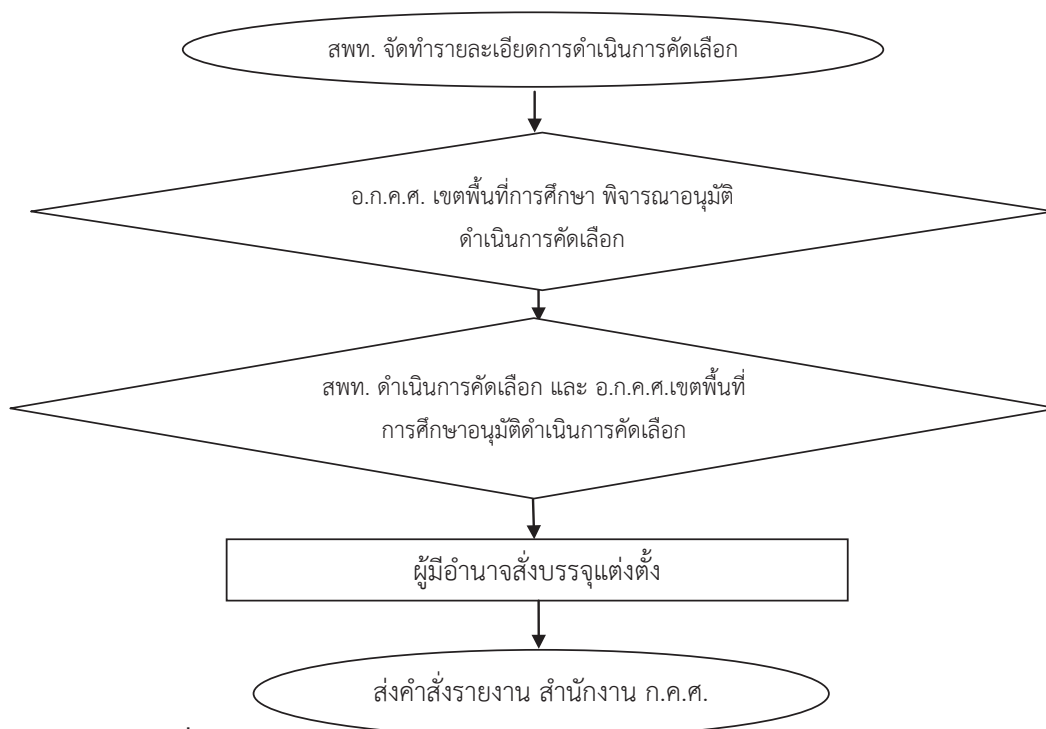 สพท. จัดทำรายละเอียดการดำเนินการคัดเลือก
อ.ก.ค.ศ. เขตพื้นที่การศึกษา พิจารณาอนุมัติ
ดำเนินการคัดเลือก
สพท. ดำเนินการคัดเลือก และ อ.ก.ค.ศ.เขตพื้นที่
การศึกษาอนุมัติดำเนินการคัดเลือก
ผู้มีอำนาจสั่งบรรจุแต่งตั้ง
ส่งคำสั่งรายงาน สำนักงาน ก.ค.ศ.